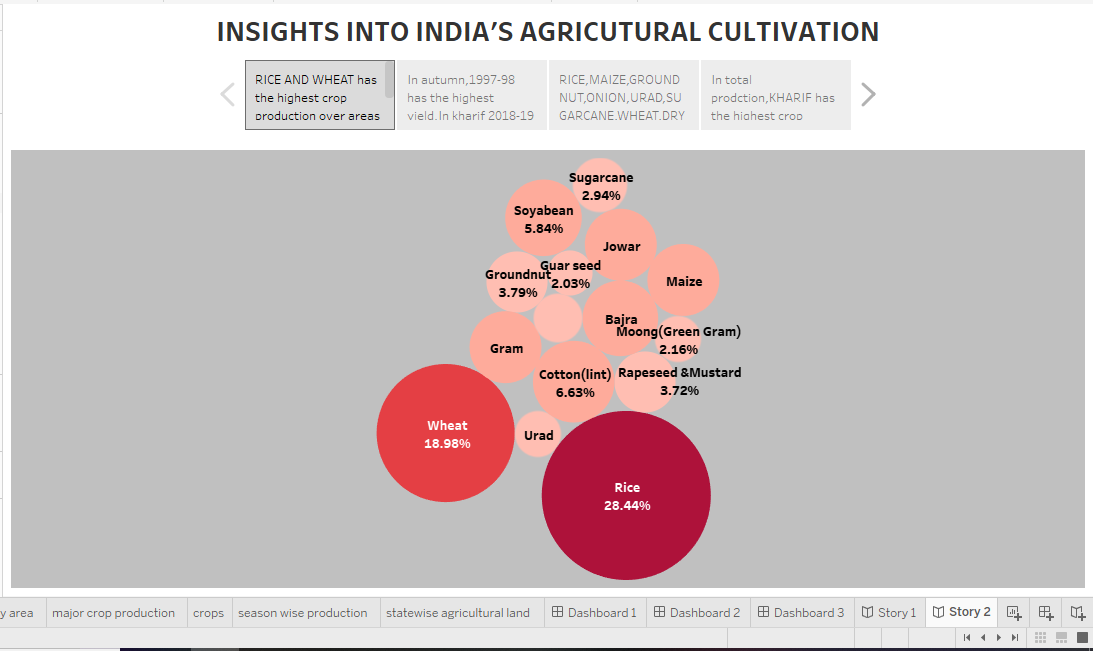 INSIGHTS INTO INDIA’S AGRICUTURAL CULTIVATION
RICE AND WHEAT has
the highest crop
production over areas
In autumn,1997-98
has the highest
yield.In kharif 2018-19
RICE,MAIZE,GROUND
NUT,ONION,URAD,SU
GARCANE,WHEAT,DRY
In total
prodction,KHARIF has
the highest crop
Sugarcane
2.94%
Soyabean
5.84%
Jowar
Guar seed
2.03%
Groundnut
3.79%
Maize
Bajra
Moong(Green Gram)
2.16%
Gram
Cotton(lint)
6.63%
Rapeseed &Mustard
3.72%
Wheat
18.98%
Urad
Rice
28.44%
y area
major crop production
crops
season wise production
statewise agricultural land
Dashboard 1
Dashboard 2
Dashboard 3
Story 1
Story 2